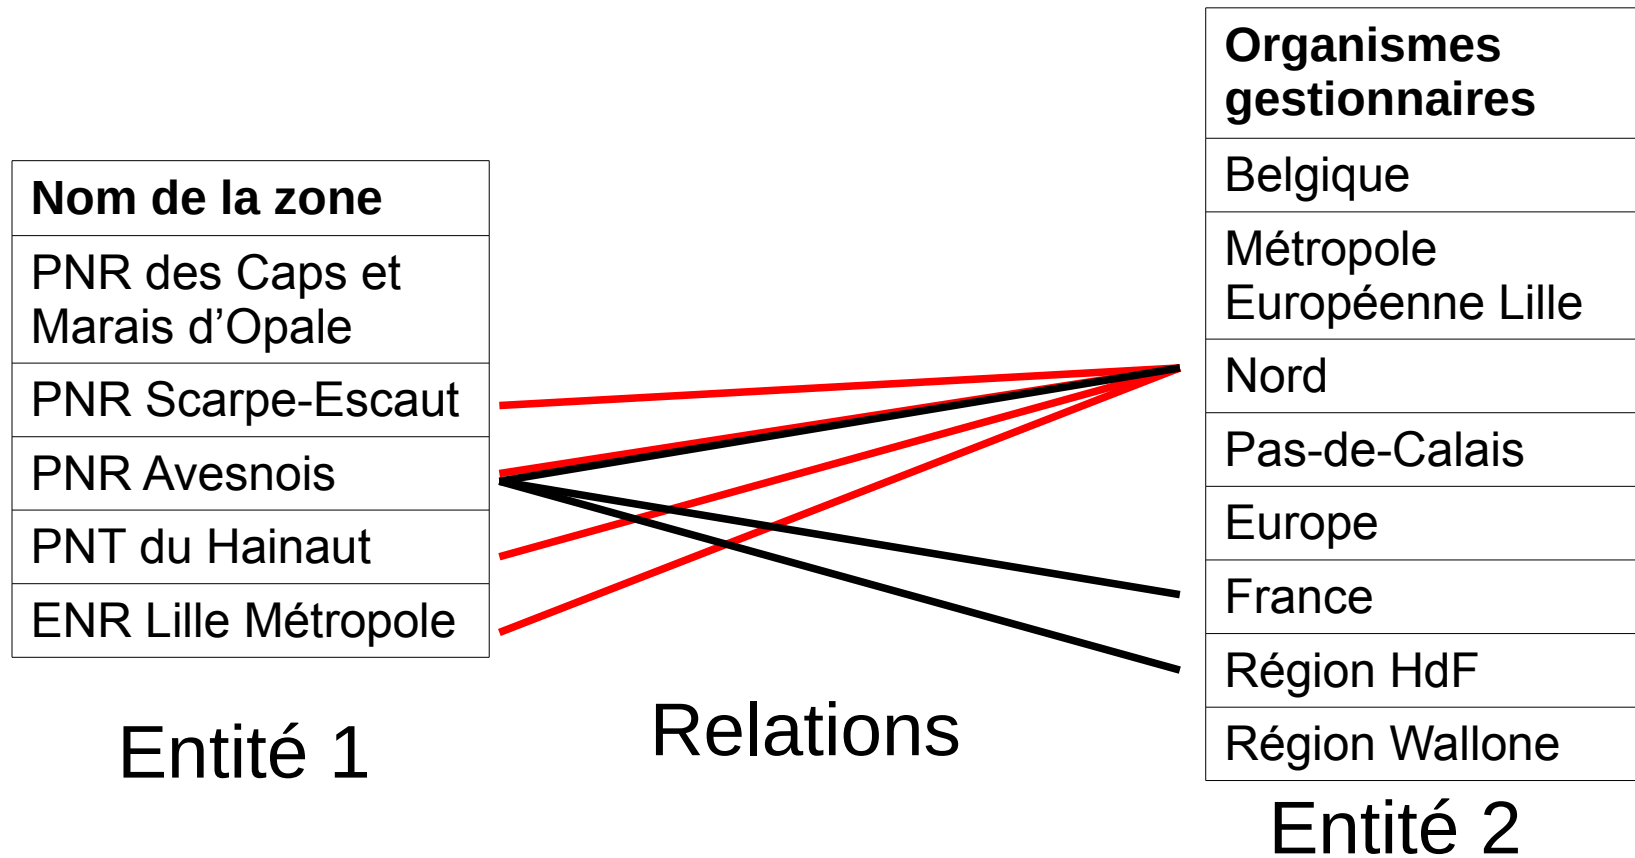 Nom de la zone
PNR des Caps et
Marais d’Opale
PNR Scarpe-Escaut
PNR Avesnois
PNT du Hainaut
ENR Lille Métropole
Entité 1
Relations
Organismes
gestionnaires
Belgique
Métropole
Européenne Lille
Nord
Pas-de-Calais
Europe
France
Région HdF
Région Wallone
Entité 2